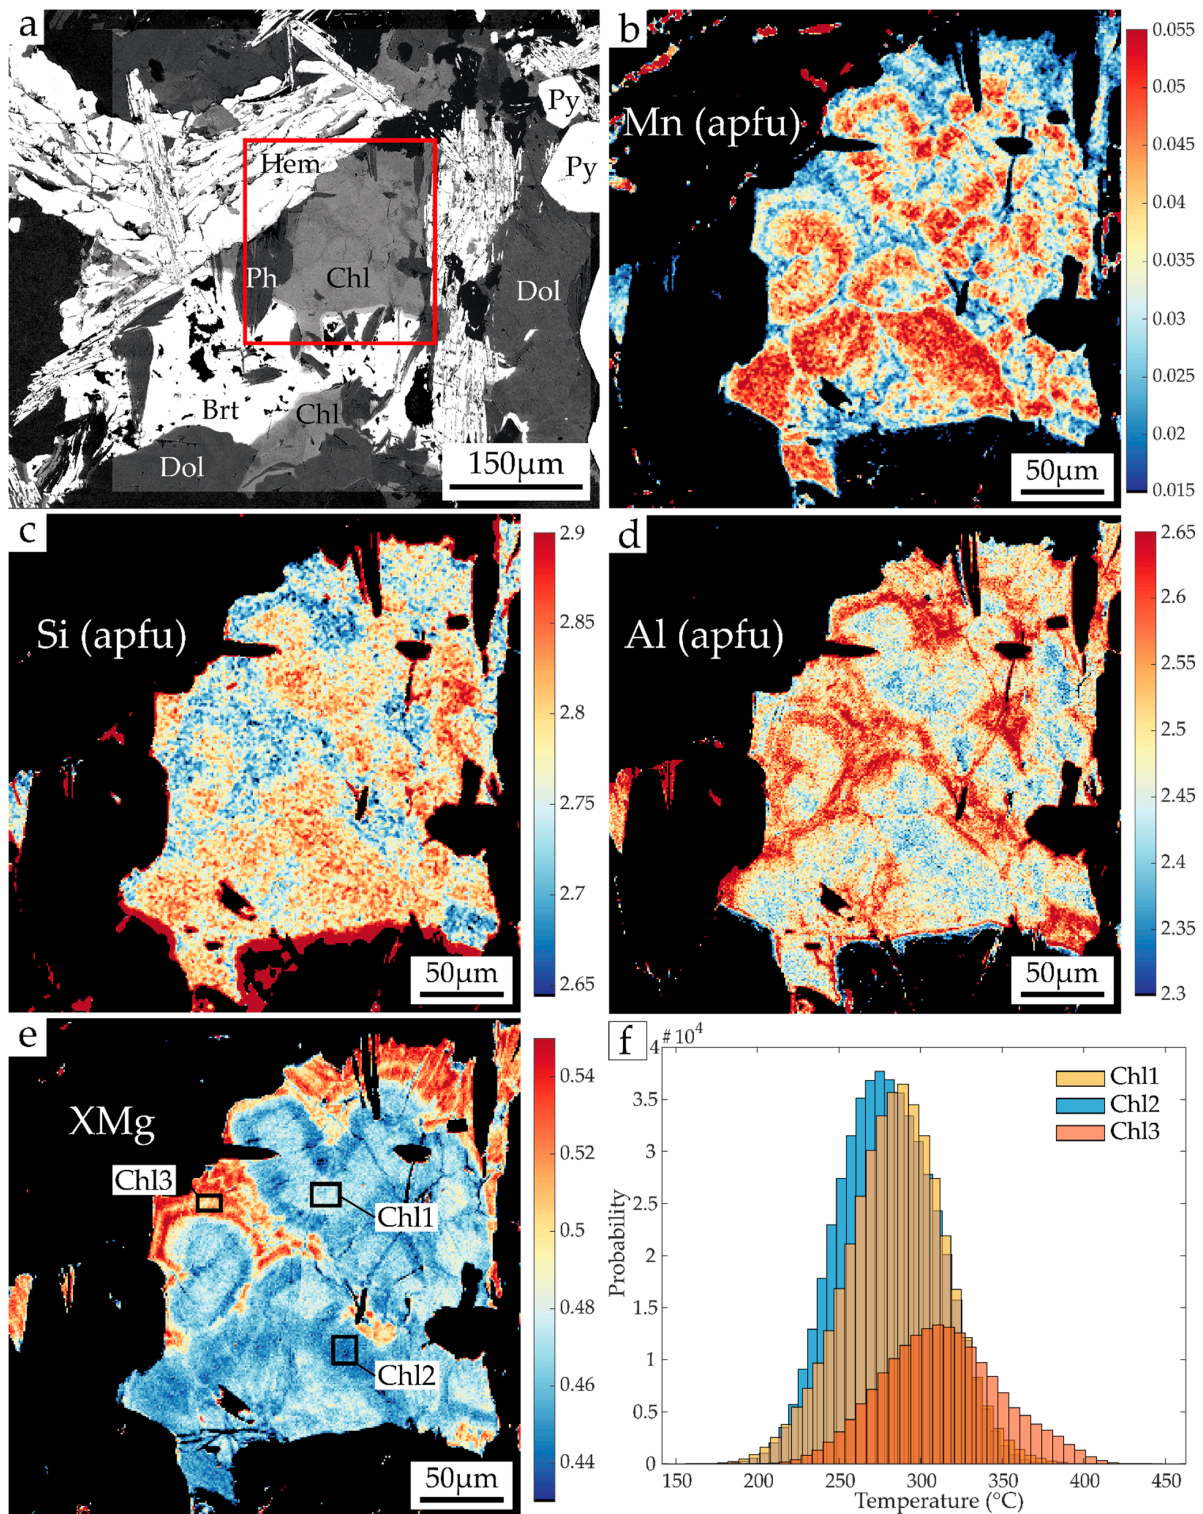 a
Py
Hem
Py
Ph
Chl
Dol
Brt
Chl
Dol
150µm
b
Mn (apfu)
0.055
0.05
0.045
0.04
0.035
0.03
0.025
0.02
0.015
50µm
c
Si (apfu)
2.9
2.85
2.8
2.75
2.7
2.65
50µm
d
Al (apfu)
2.65
2.6
2.55
2.5
2.45
2.4
2.35
2.3
50µm
e
XMg
Chl3
Chl1
Chl2
0.54
0.52
0.5
0.48
0.46
0.44
50µm
f
4 # 10⁴
3.5
3
2.5
2
1.5
1
0.5
0
Probability
150 200 250 300 350 400 450
Temperature (°C)
Chl1
Chl2
Chl3